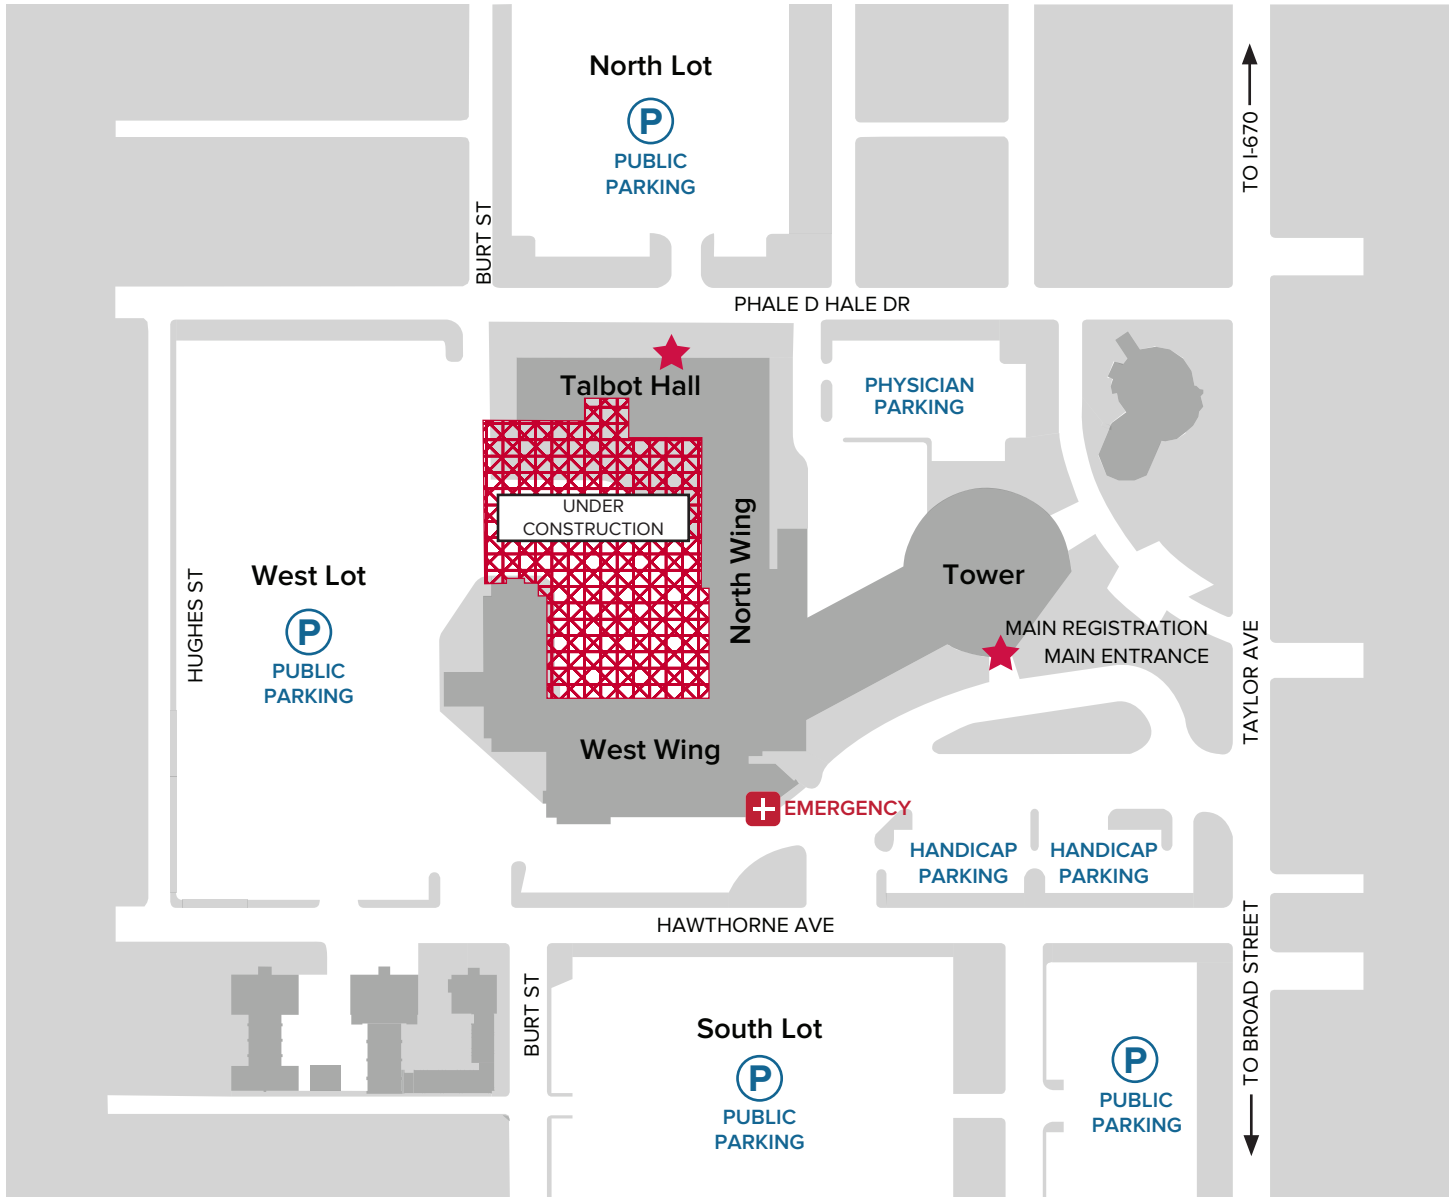 North Lot
P
PUBLIC
PARKING
TO I-670
BURT ST
PHALE D HALE DR
Talbot Hall
PHYSICIAN
PARKING
UNDER
CONSTRUCTION
North Wing
West Lot
P
PUBLIC
PARKING
HUGHES ST
Tower
MAIN REGISTRATION
MAIN ENTRANCE
TAYLOR AVE
West Wing
EMERGENCY
HANDICAP
PARKING
HANDICAP
PARKING
HAWTHORNE AVE
BURT ST
South Lot
P
PUBLIC
PARKING
P
PUBLIC
PARKING
TO BROAD STREET